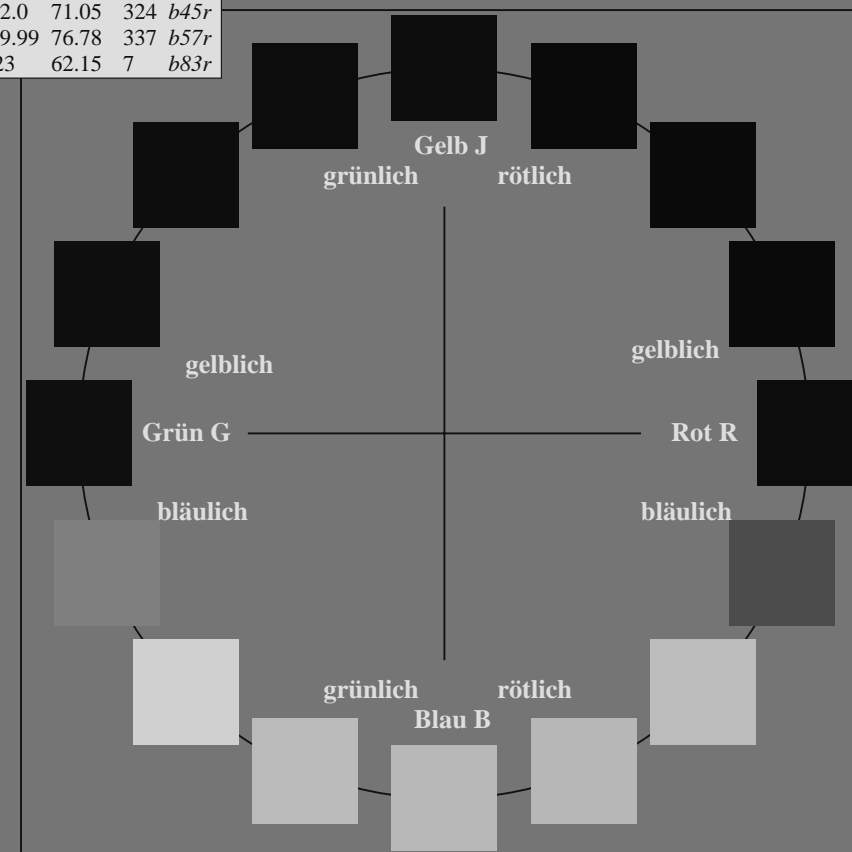 2.0 71.05 324 b45r
9.99 76.78 337 b57r
23 62.15 7 b83r
Gelb J
grünlich rötlich
gelblich
gelblich
Grün G
Rot R
bläulich
bläulich
grünlich rötlich
Blau B